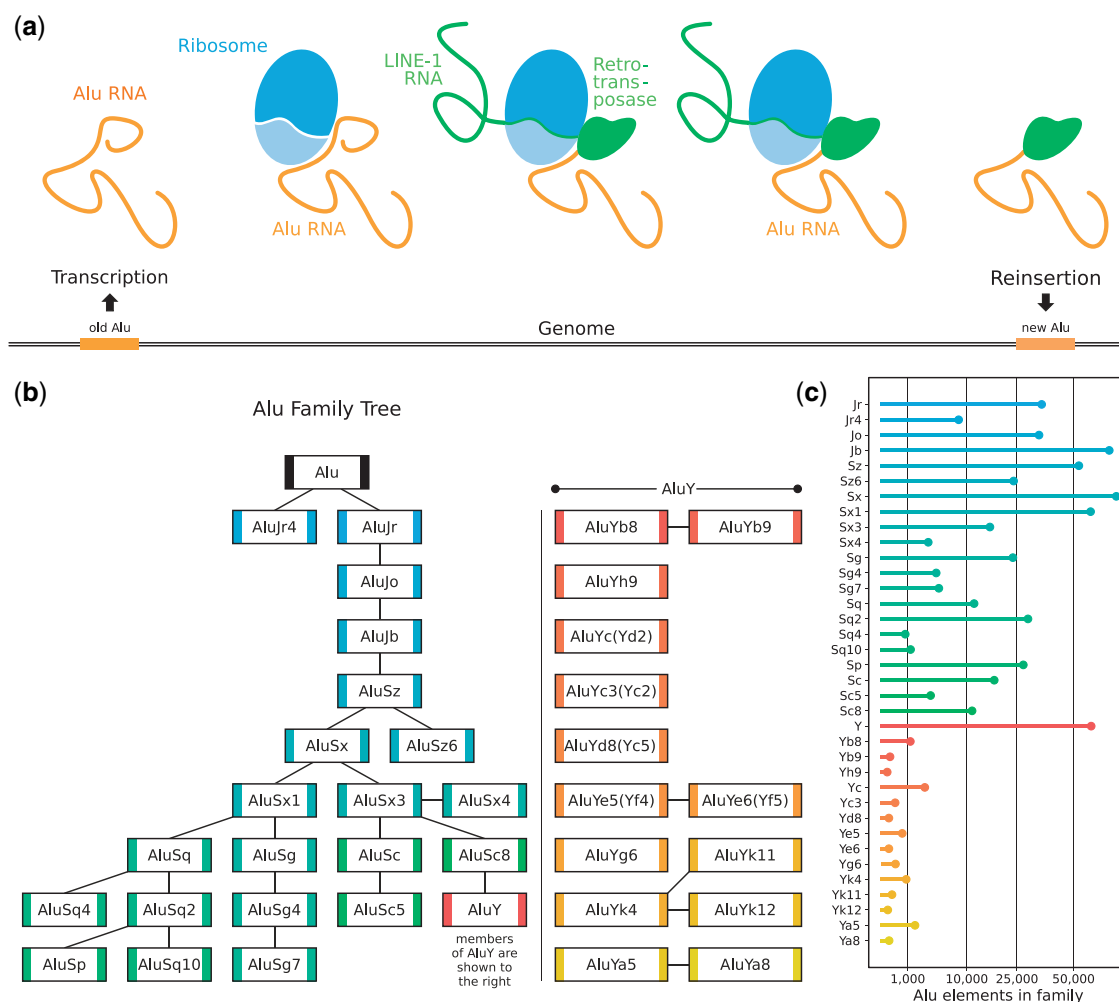 (a)
Ribosome
LINE-1
RNA
Retro-
trans-
posase
Alu RNA
Alu RNA
Alu RNA
Transcription
Reinsertion
old Alu
Genome
new Alu
(b)
Alu Family Tree
Alu
AluJr4
AluJr
AluJo
AluJb
AluSz
AluSx
AluSz6
AluSx1
AluSx3
AluSx4
AluSq
AluSg
AluSc
AluSc8
AluSq4
AluSq2
AluSg4
AluSc5
AluY
AluSp
AluSq10
AluSg7
members
of AluY are
shown to
the right
AluY
AluYb8
AluYb9
AluYh9
AluYc(Yd2)
AluYc3(Yc2)
AluYd8(Yc5)
AluYe5(Yf4)
AluYe6(Yf5)
AluYg6
AluYk11
AluYk4
AluYk12
AluYa5
AluYa8
(c)
Jr
Jr4
Jo
Jb
Sz
Sz6
Sx
Sx1
Sx3
Sx4
Sg
Sg4
Sg7
Sq
Sq2
Sq4
Sq10
Sp
Sc
Sc5
Sc8
Y
Yb8
Yb9
Yh9
Yc
Yc3
Yd8
Ye5
Ye6
Yg6
Yk4
Yk11
Yk12
Ya5
Ya8
1,000
10,000
25,000
50,000
Alu elements in family